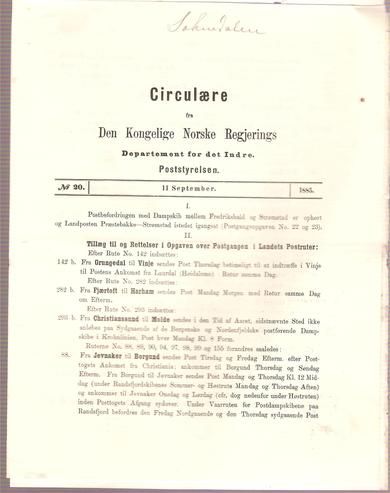 Soknedalen
Circulære
fra
Den Kongelige Norske Regjerings
Departement for det Indre.
Poststyrelsen.
№ 20. 11 September. 1885.
I.
Postbefordringen med Dampskib mellem Fredrikshald og Strømstad er ophørt
og Landposten Præstebakke—Strømstad istedet igangsat (Postgangsopgaven No. 22 og 23).
II.
Tillæg til og Rettelser i Opgaven over Postgangen i Landets Postruter:
Efter Rute No. 142 indsættes:
142 b. Fra Grungedal til Vinje sendes Post Thorsdag betimeligt til at indtræffe i Vinje
til Postens Ankomst fra Laurdal (Heidalsmo) Retur samme Dag.
Efter Rute No. 282 indsættes:
282 b. Fra Fjærtoft til Harham sendes Post Mandag Morgen med Retur samme Dag
om Efterm.
Efter Rute No. 293 indsættes:
293 b. Fra Christianssund til Molde sendes i den Tid af Aaret, sidstnævnte Sted ikke
anløbes paa Sydgaaende af de Bergenske og Nordenfjeldske postførende Damp-
skibe i Kystlinien, Post hver Mandag Kl. 8 Form.
Ruterne No. 88, 89, 90, 94, 97, 98, 99 og 155 forandres saaledes:
88. Fra Jevnaker til Borgund sendes Post Tirsdag og Fredag Efterm. efter Post-
togets Ankomst fra Christiania; ankommer til Borgund Thorsdag og Søndag
Efterm. Fra Borgund til Jevnaker sendes Post Mandag og Thorsdag Kl. 12 Mid-
dag (under Randsfjordskibenes Sommer- og Høstrute Mandag og Thorsdag Aften)
og ankommer til Jevnaker Onsdag og Lørdag (cfr. dog nedenfor under Høstruten)
inden Posttogets Afgang sydover. Under Vaarruten for Postdampskibene paa
Randsfjord befordres den Fredag Nordgaaende og den Thorsdag sydgaaende Post